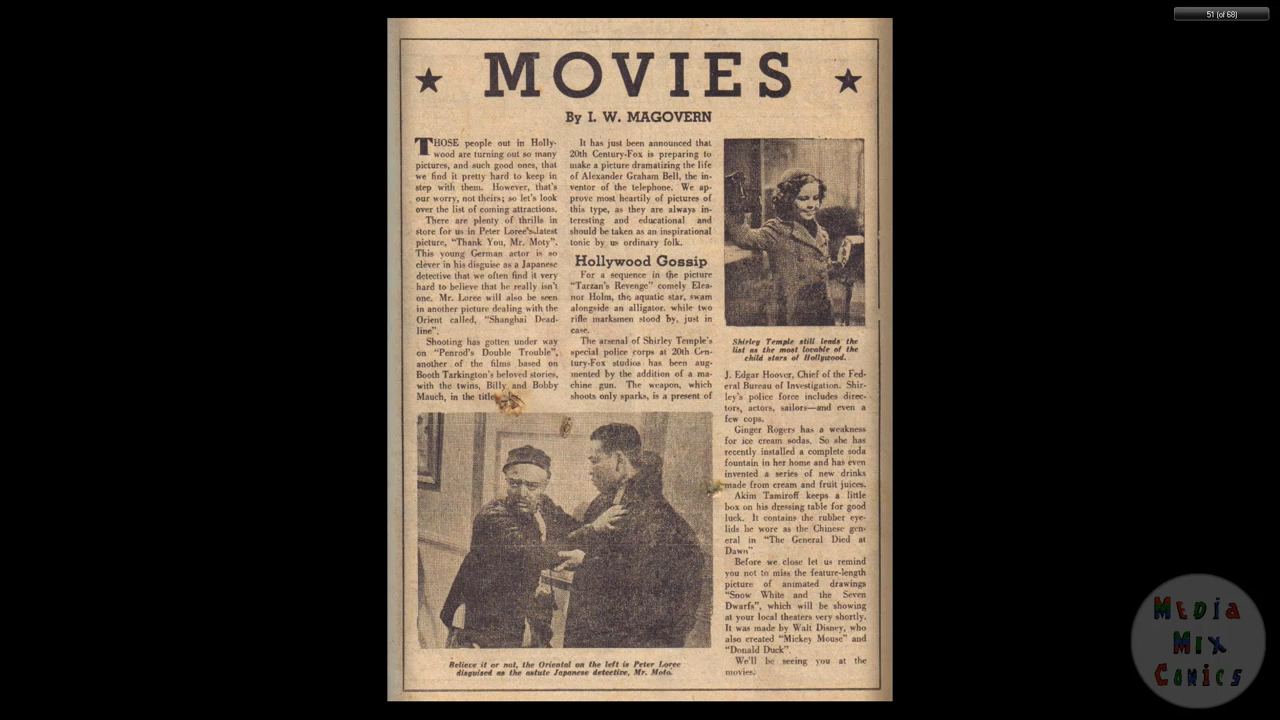 51 (of 68)
MOVIES
By I. W. MAGOVERN
THOSE people out in Holly-
wood are turning out so many
pictures, and such good ones, that
we find it pretty hard to keep in
step with them. However, that's
our worry, not theirs; so let's look
over the list of coming attractions.
There are plenty of thrills in
store for us in Peter Loree's latest
picture, "Thank You, Mr. Moty".
This young German actor is so
clever in his disguise as a Japanese
detective that we often find it very
hard to believe that he really isn't
one. Mr. Loree will also be seen
in another picture dealing with the
Orient called, "Shanghai Dead-
line".
Shooting has gotten under way
on "Penrod's Double Trouble",
another of the films based on
Booth Tarkington's beloved stories,
with the twins, Billy and Bobby
Mauch, in the title
It has just been announced that
20th Century-Fox is preparing to
make a picture dramatizing the life
of Alexander Graham Bell, the in-
ventor of the telephone. We ap-
prove most heartily of pictures of
this type, as they are always in-
teresting and educational and
should be taken as an inspirational
tonic by us ordinary folk.
Hollywood Gossip
For a sequence in the picture
"Tarzan's Revenge" comely Elea-
nor Holm, the aquatic star, swam
alongside an alligator, while two
rifle marksmen stood by, just in
case.
The arsenal of Shirley Temple's
special police corps at 20th Cen-
tury-Fox studios has been aug-
mented by the addition of a ma-
chine gun. The weapon, which
shoots only sparks, is a present of
Shirley Temple still leads the
list as the most lovable of the
child stars of Hollywood.
J. Edgar Hoover, Chief of the Fed-
eral Bureau of Investigation. Shir-
ley's police force includes direc-
tors, actors, sailors—and even a
few cops.
Ginger Rogers has a weakness
for ice cream sodas. So she has
recently installed a complete soda
fountain in her home and has even
invented a series of new drinks
made from cream and fruit juices.
Akim Tamiroff keeps a little
box on his dressing table for good
luck. It contains the rubber eye-
lids he wore as the Chinese gen-
eral in "The General Died at
Dawn".
Before we close let us remind
you not to miss the feature-length
picture of animated drawings
"Snow White and the Seven
Dwarfs", which will be showing
at your local theaters very shortly.
It was made by Walt Disney, who
also created "Mickey Mouse" and
"Donald Duck".
We'll be seeing you at the
movies.
Believe it or not, the Oriental on the left is Peter Loree
disguised as the astute Japanese detective, Mr. Moto.
MEDIA
MIX
COMICS